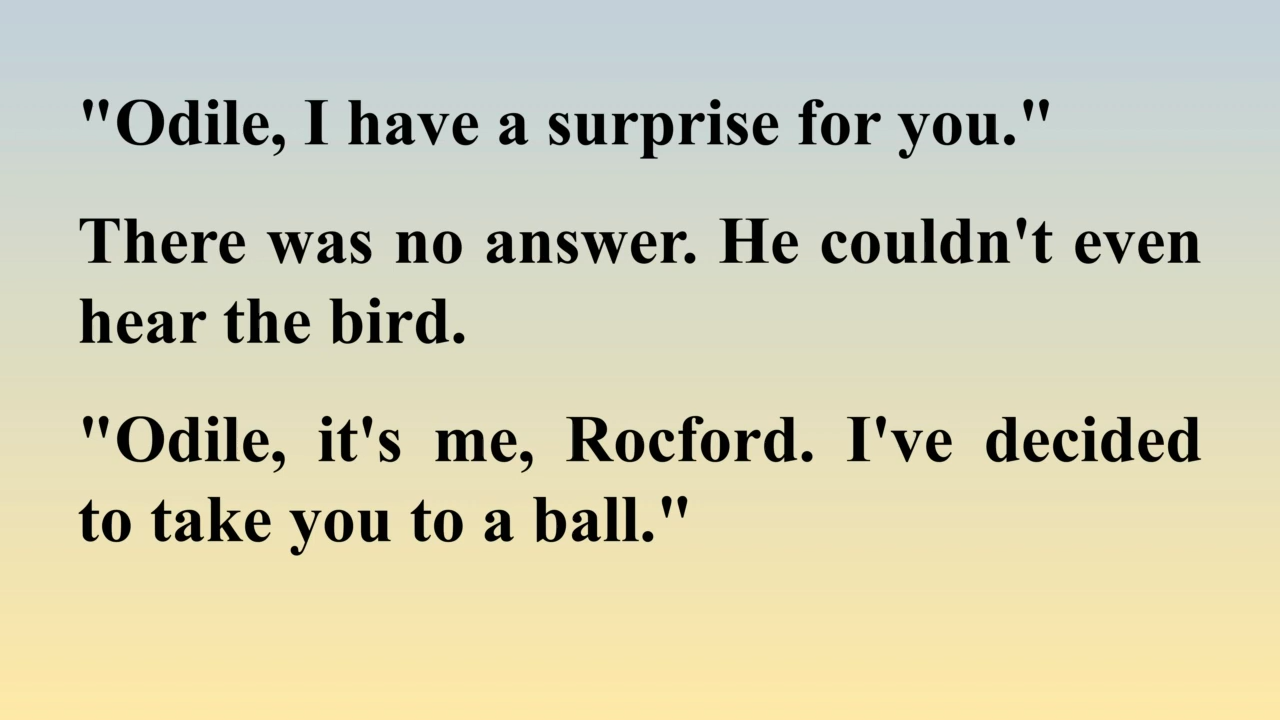 "Odile, I have a surprise for you."
There was no answer. He couldn't even
hear the bird.
"Odile, it's me, Rocford. I've decided
to take you to a ball."